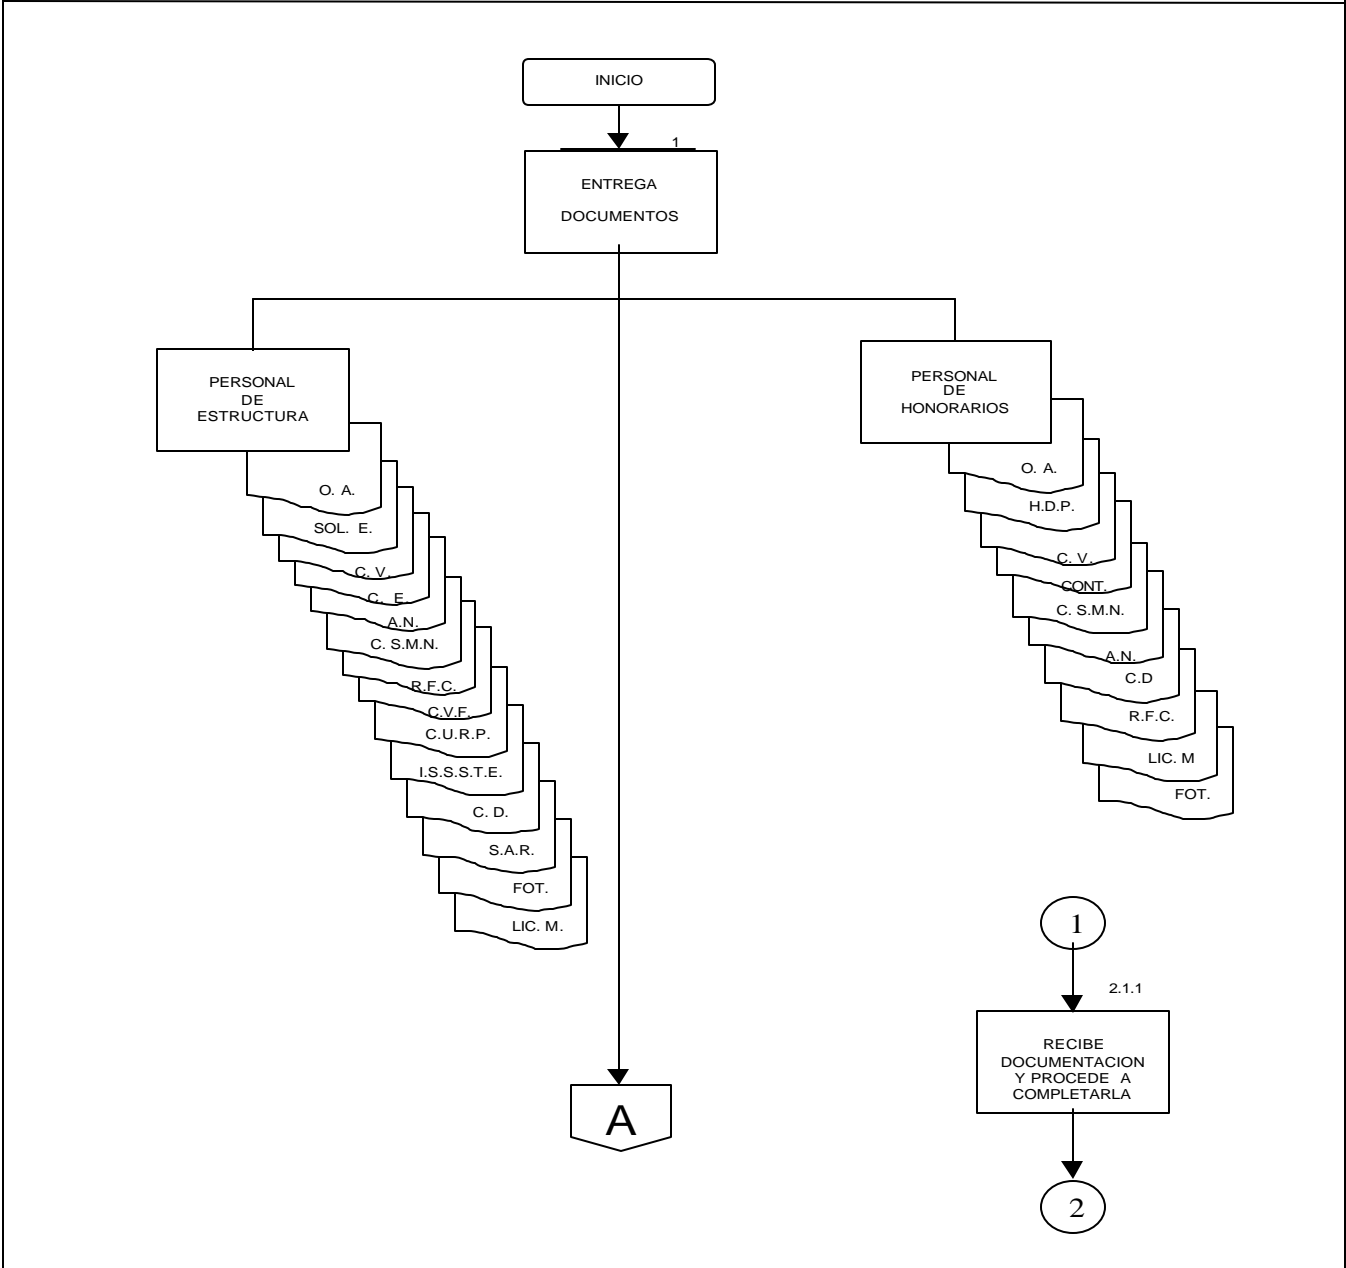 INICIO
1
ENTREGA
DOCUMENTOS
PERSONAL
DE
ESTRUCTURA
O. A.
SOL. E.
C. V.
C. E.
A.N.
C. S.M.N.
R.F.C.
C.V.F.
C.U.R.P.
I.S.S.S.T.E.
C. D.
S.A.R.
FOT.
LIC. M.
PERSONAL
DE
HONORARIOS
O. A.
H.D.P.
C. V.
CONT.
C. S.M.N.
A.N.
C.D
R.F.C.
LIC. M
FOT.
A
1
2.1.1
RECIBE
DOCUMENTACION
Y PROCEDE A
COMPLETARLA
2